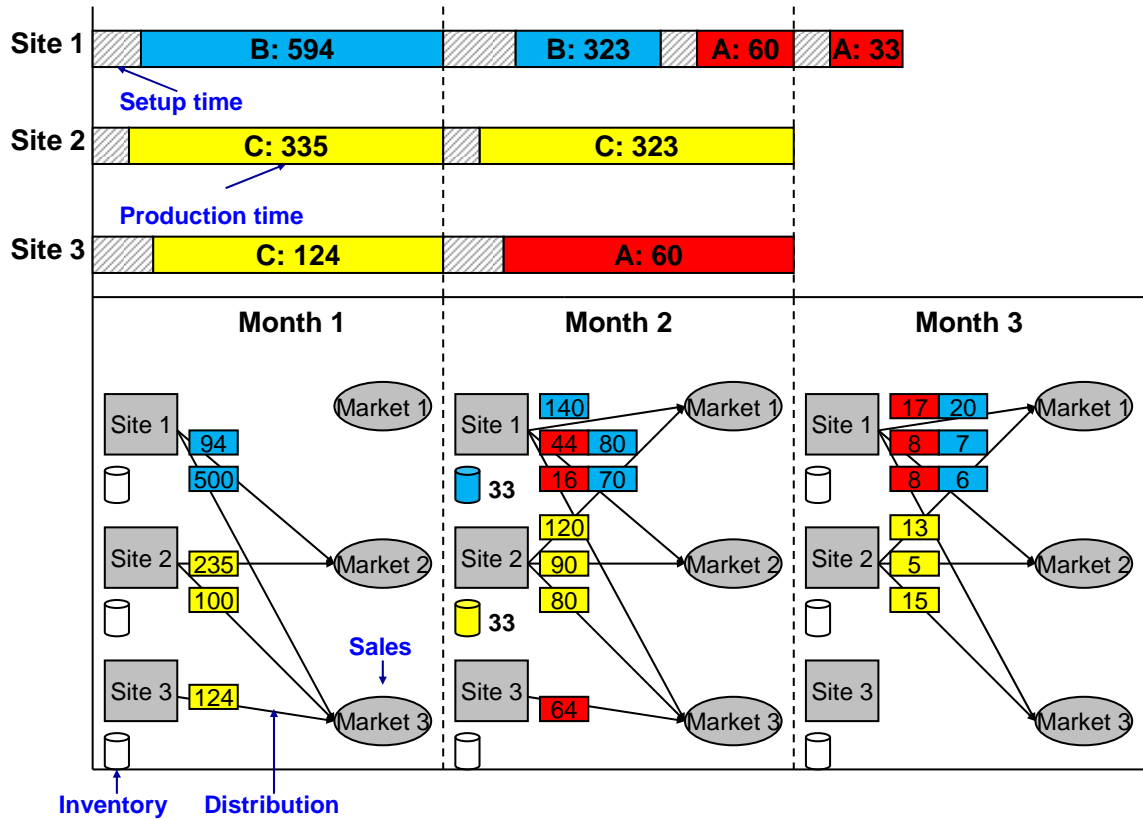 Site 1
B: 594
B: 323
A: 60
A: 33
Setup time
Site 2
C: 335
C: 323
Production time
Site 3
C: 124
A: 60
Month 1
Month 2
Month 3
Site 1
94
500
Market 1
Site 2
235
100
Market 2
Sales
Site 3
124
Market 3
Site 1
140
44 80
16 70
33
Market 1
Site 2
120
90
80
33
Market 2
Site 3
64
Market 3
Site 1
17 20
8 7
8 6
Market 1
Site 2
13
5
15
Market 2
Site 3
Market 3
Inventory
Distribution